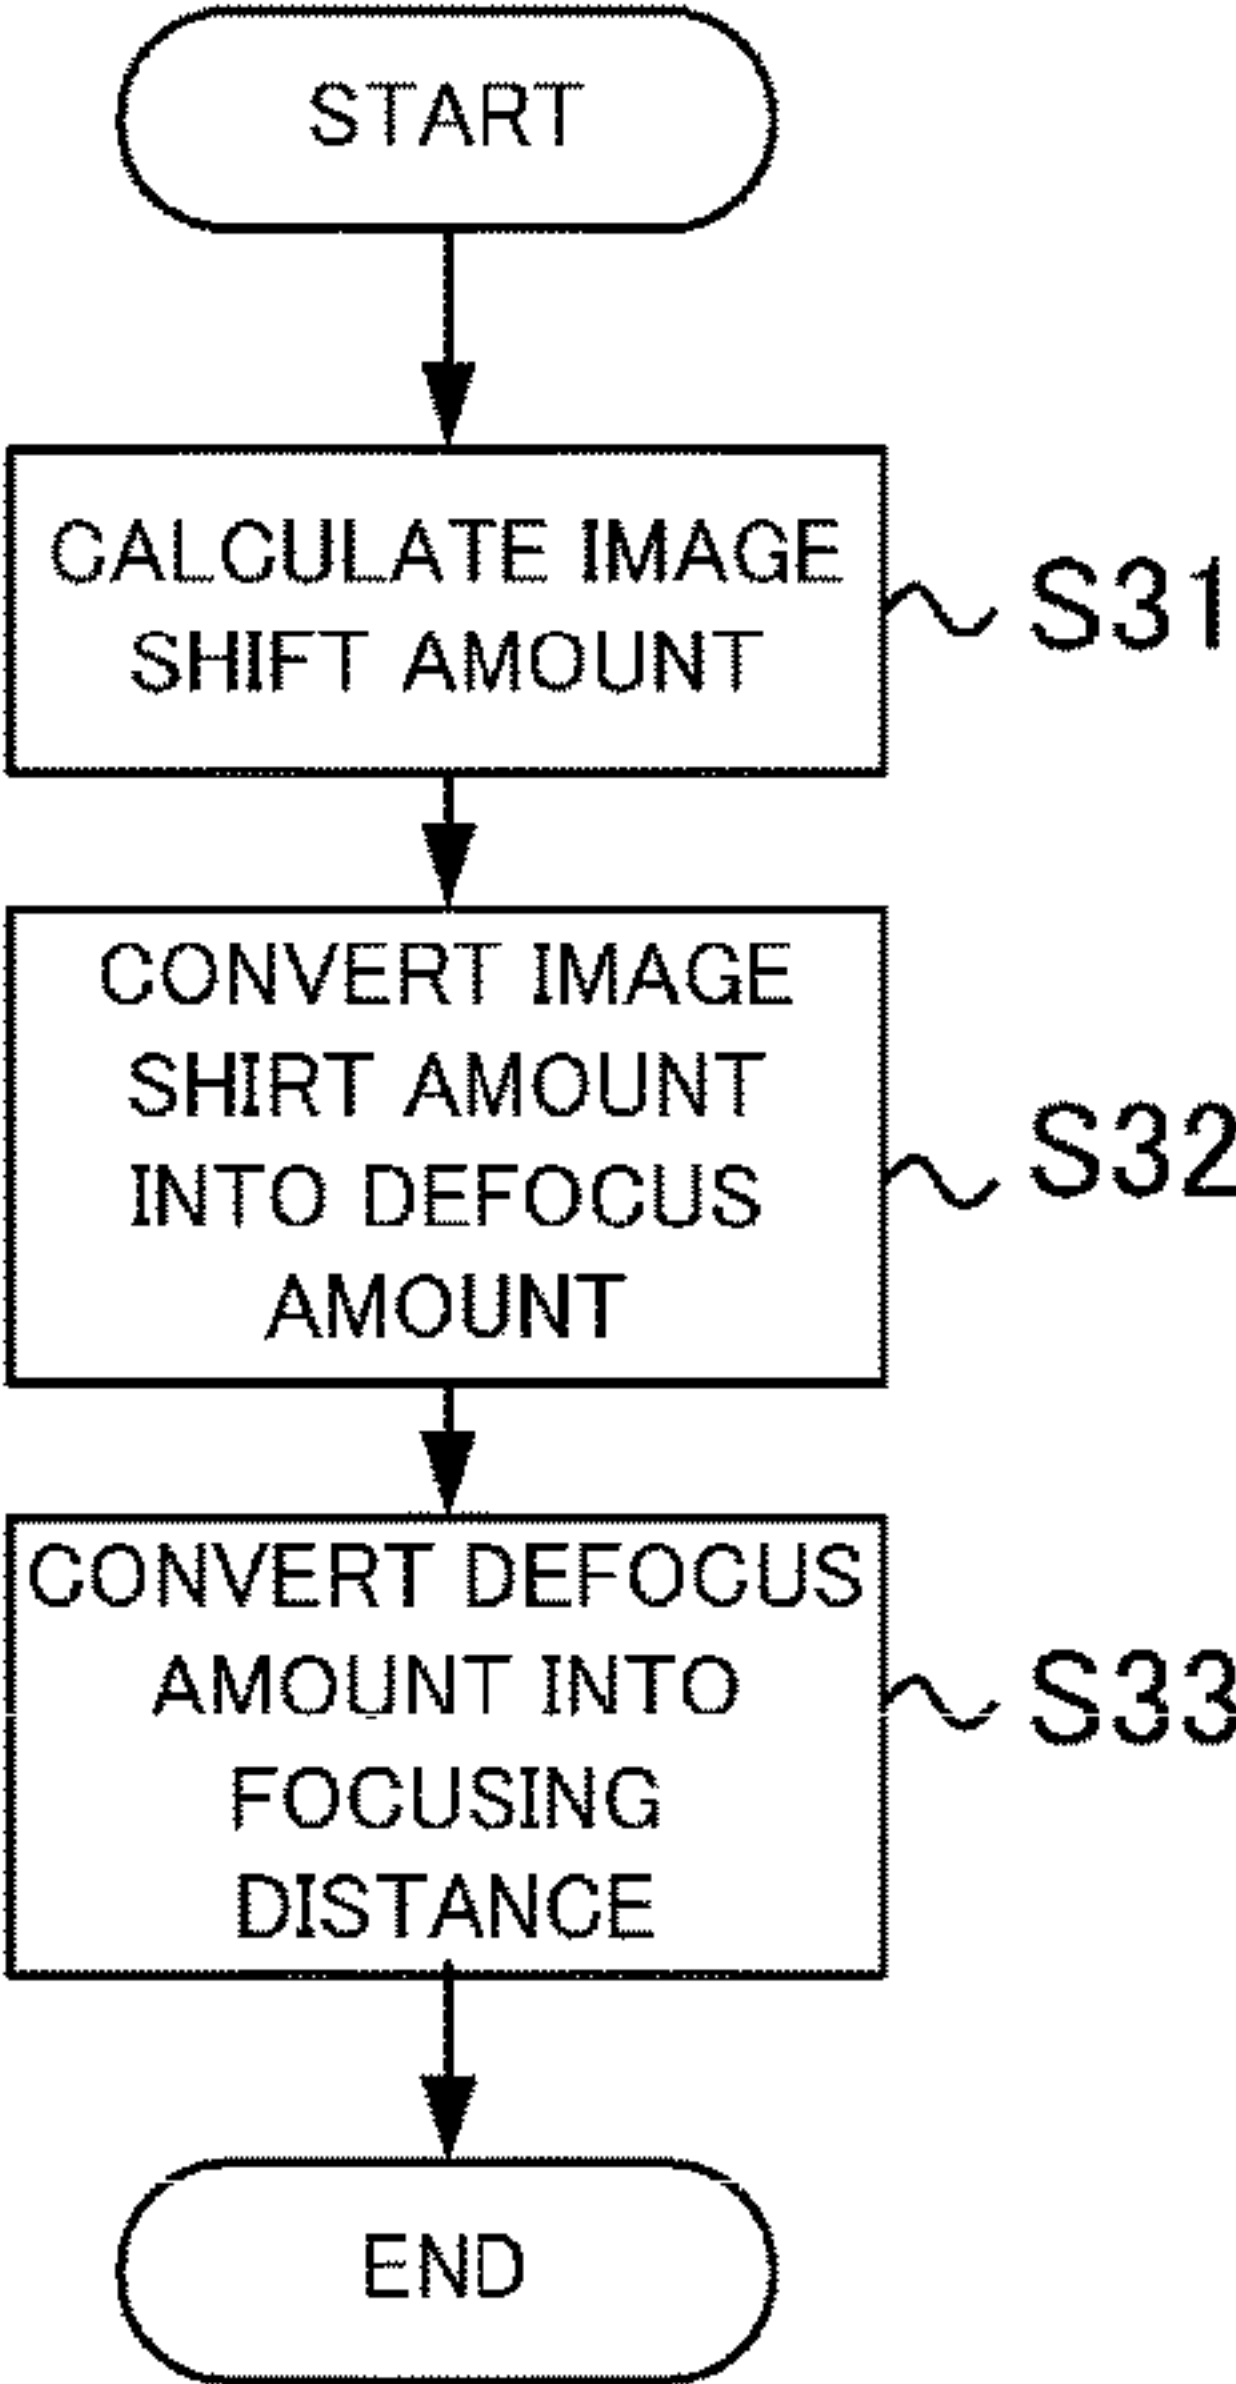 START
CALCULATE IMAGE
SHIFT AMOUNT
S31
CONVERT IMAGE
SHIRT AMOUNT
INTO DEFOCUS
AMOUNT
S32
CONVERT DEFOCUS
AMOUNT INTO
FOCUSING
DISTANCE
S33
END